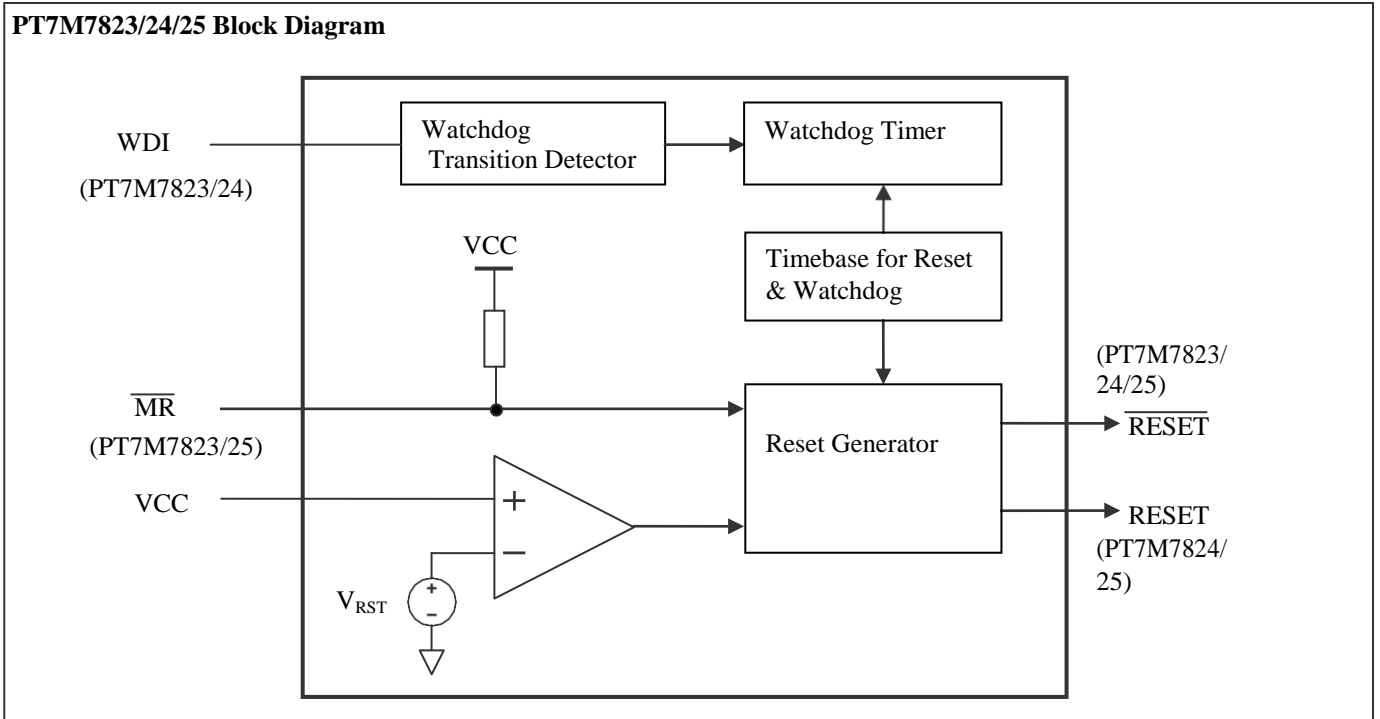 PT7M7823/24/25 Block Diagram
WDI
(PT7M7823/24)
Watchdog
Transition Detector
Watchdog Timer
VCC
Timebase for Reset
& Watchdog
MR
(PT7M7823/25)
VCC
+
−
V_RST
+
-
Reset Generator
(PT7M7823/
24/25)
RESET
RESET
(PT7M7824/
25)